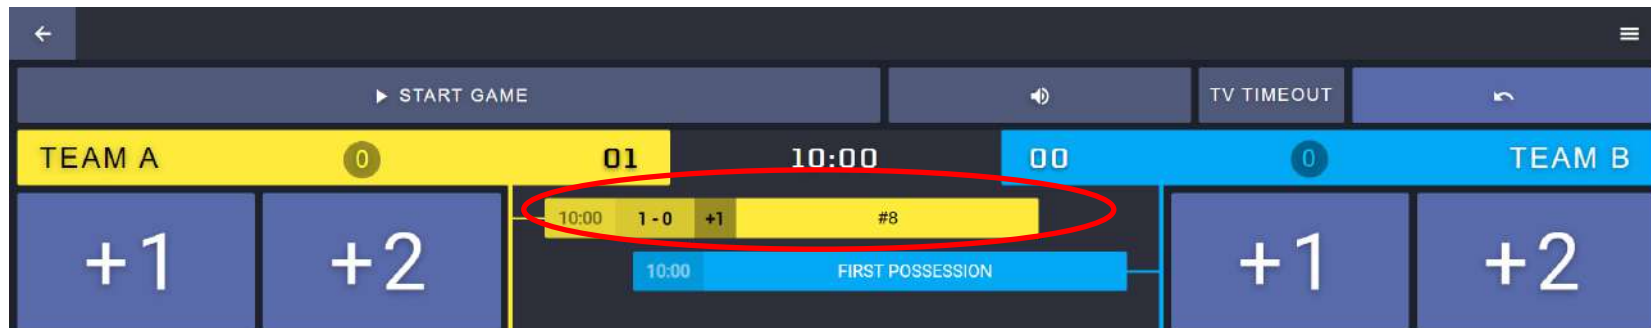 START GAME TV TIMEOUT
TEAM A 0 01 10:00 00 0 TEAM B
10:00 1 - 0 +1 #8
+1 +2 10:00 FIRST POSSESSION +1 +2